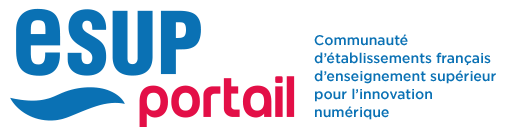 esup
portail
Communauté
d'établissements français
d'enseignement supérieur
pour l'innovation
numérique